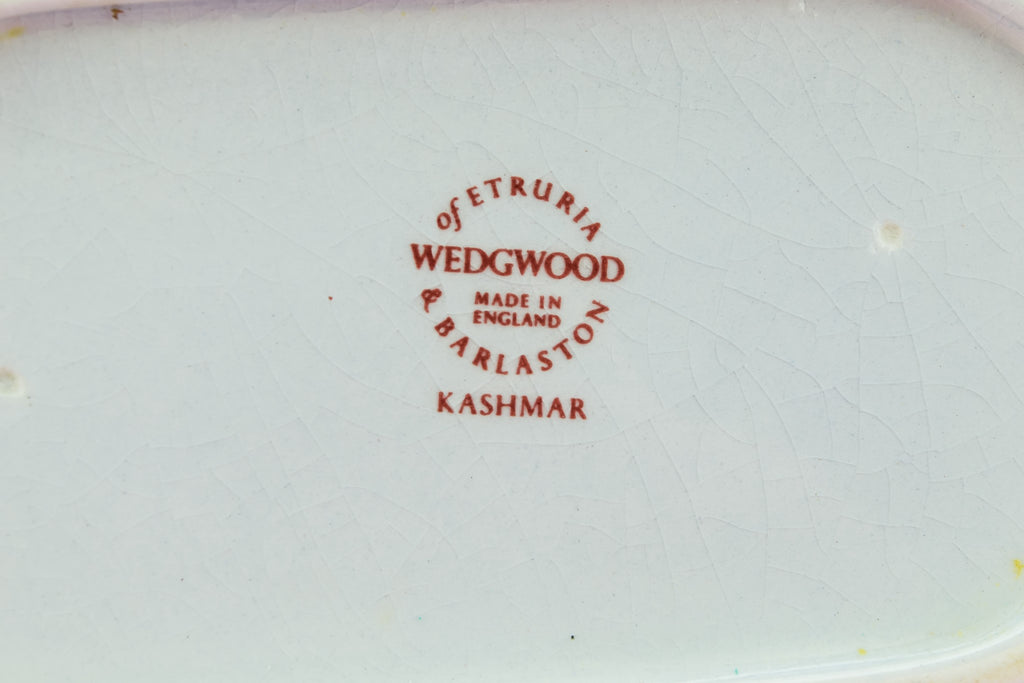 of ETRURIA
WEDGWOOD
MADE IN
ENGLAND
& BARLASTON
KASHMAR